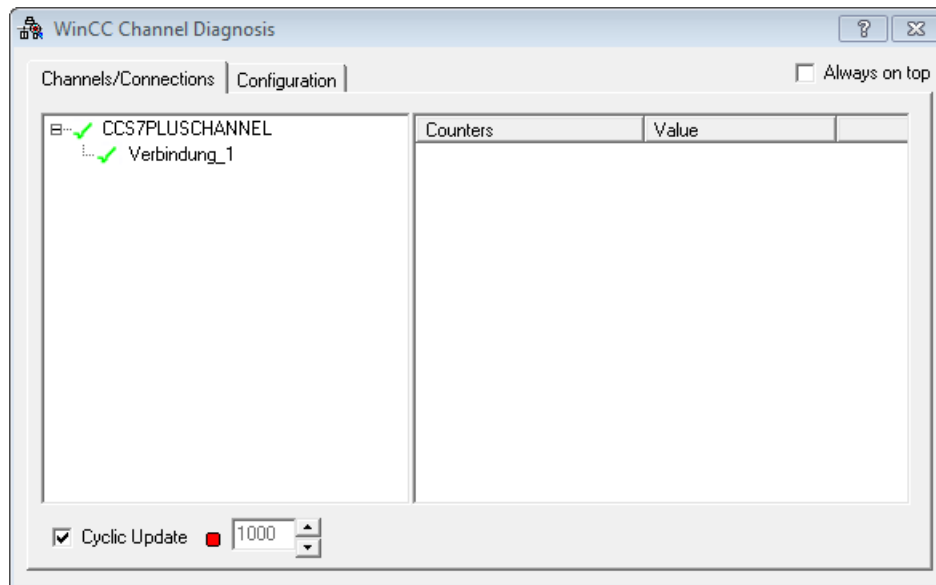 WinCC Channel Diagnosis
Channels/Connections Configuration
Always on top
CCS7PLUSCHANNEL
Verbindung_1
Counters Value
Cyclic Update 1000